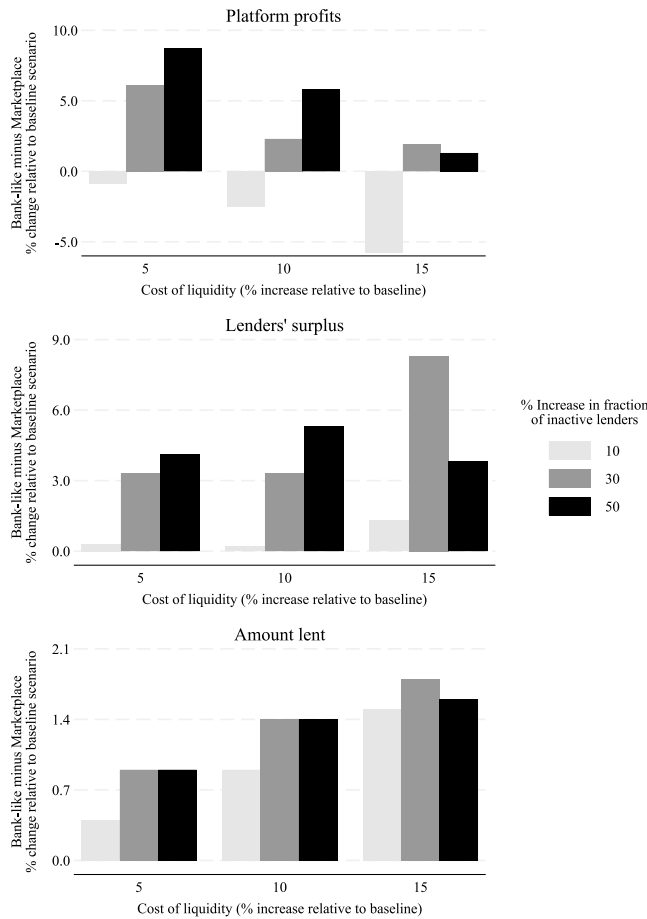 Platform profits
Bank-like minus Marketplace
% change relative to baseline scenario
10.0
5.0
0.0
-5.0
5 10 15
Cost of liquidity (% increase relative to baseline)
Lenders' surplus
Bank-like minus Marketplace
% change relative to baseline scenario
9.0
6.0
3.0
0.0
5 10 15
Cost of liquidity (% increase relative to baseline)
% Increase in fraction
of inactive lenders
10
30
50
Amount lent
Bank-like minus Marketplace
% change relative to baseline scenario
2.1
1.4
0.7
0.0
5 10 15
Cost of liquidity (% increase relative to baseline)